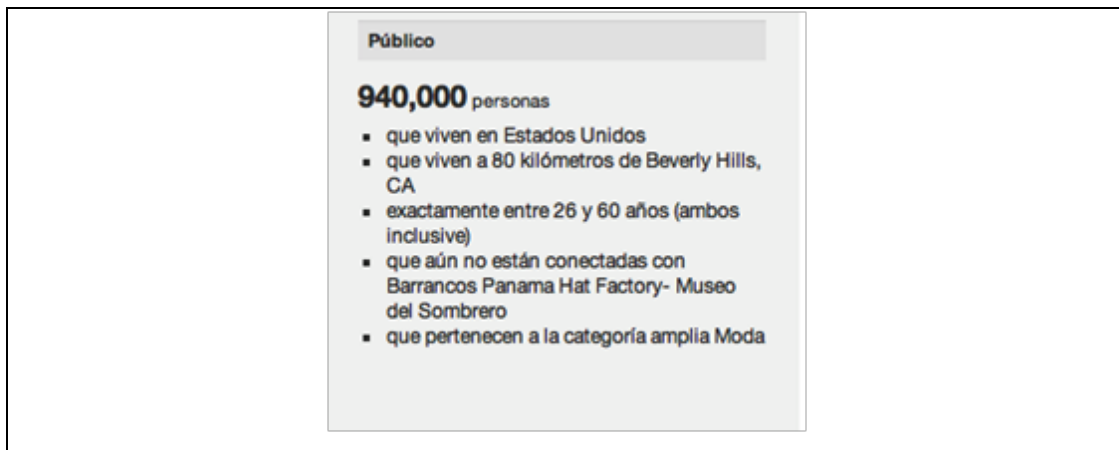 Público
940,000 personas
▪ que viven en Estados Unidos
▪ que viven a 80 kilómetros de Beverly Hills,
CA
▪ exactamente entre 26 y 60 años (ambos
inclusive)
▪ que aún no están conectadas con
Barrancos Panama Hat Factory- Museo
del Sombrero
▪ que pertenecen a la categoría amplia Moda